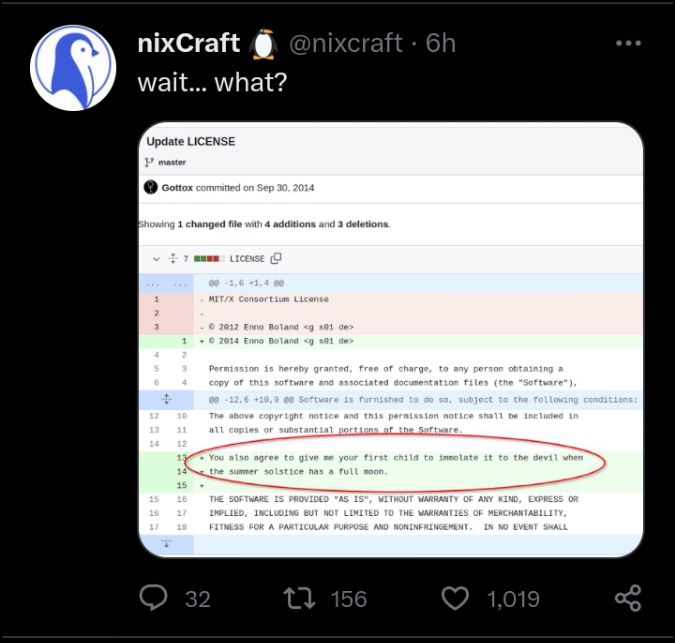 nixCraft 🐧 @nixcraft · 6h
wait... what?
Update LICENSE
master
Gottox committed on Sep 30, 2014
Showing 1 changed file with 4 additions and 3 deletions.
7 LICENSE
... ... @@ -1,6 +1,4 @@
1 - MIT/X Consortium License
2 -
3 - © 2012 Enno Boland <g s01 de>
1 + © 2014 Enno Boland <g s01 de>
4 2
5 3 Permission is hereby granted, free of charge, to any person obtaining a
6 4 copy of this software and associated documentation files (the "Software"),
@@ -12,6 +10,9 @@ Software is furnished to do so, subject to the following conditions:
12 10 The above copyright notice and this permission notice shall be included in
13 11 all copies or substantial portions of the Software.
14 12
13 + You also agree to give me your first child to immolate it to the devil when
14 + the summer solstice has a full moon.
15 +
15 16 THE SOFTWARE IS PROVIDED "AS IS", WITHOUT WARRANTY OF ANY KIND, EXPRESS OR
16 17 IMPLIED, INCLUDING BUT NOT LIMITED TO THE WARRANTIES OF MERCHANTABILITY,
17 18 FITNESS FOR A PARTICULAR PURPOSE AND NONINFRINGEMENT. IN NO EVENT SHALL
32 156 1,019